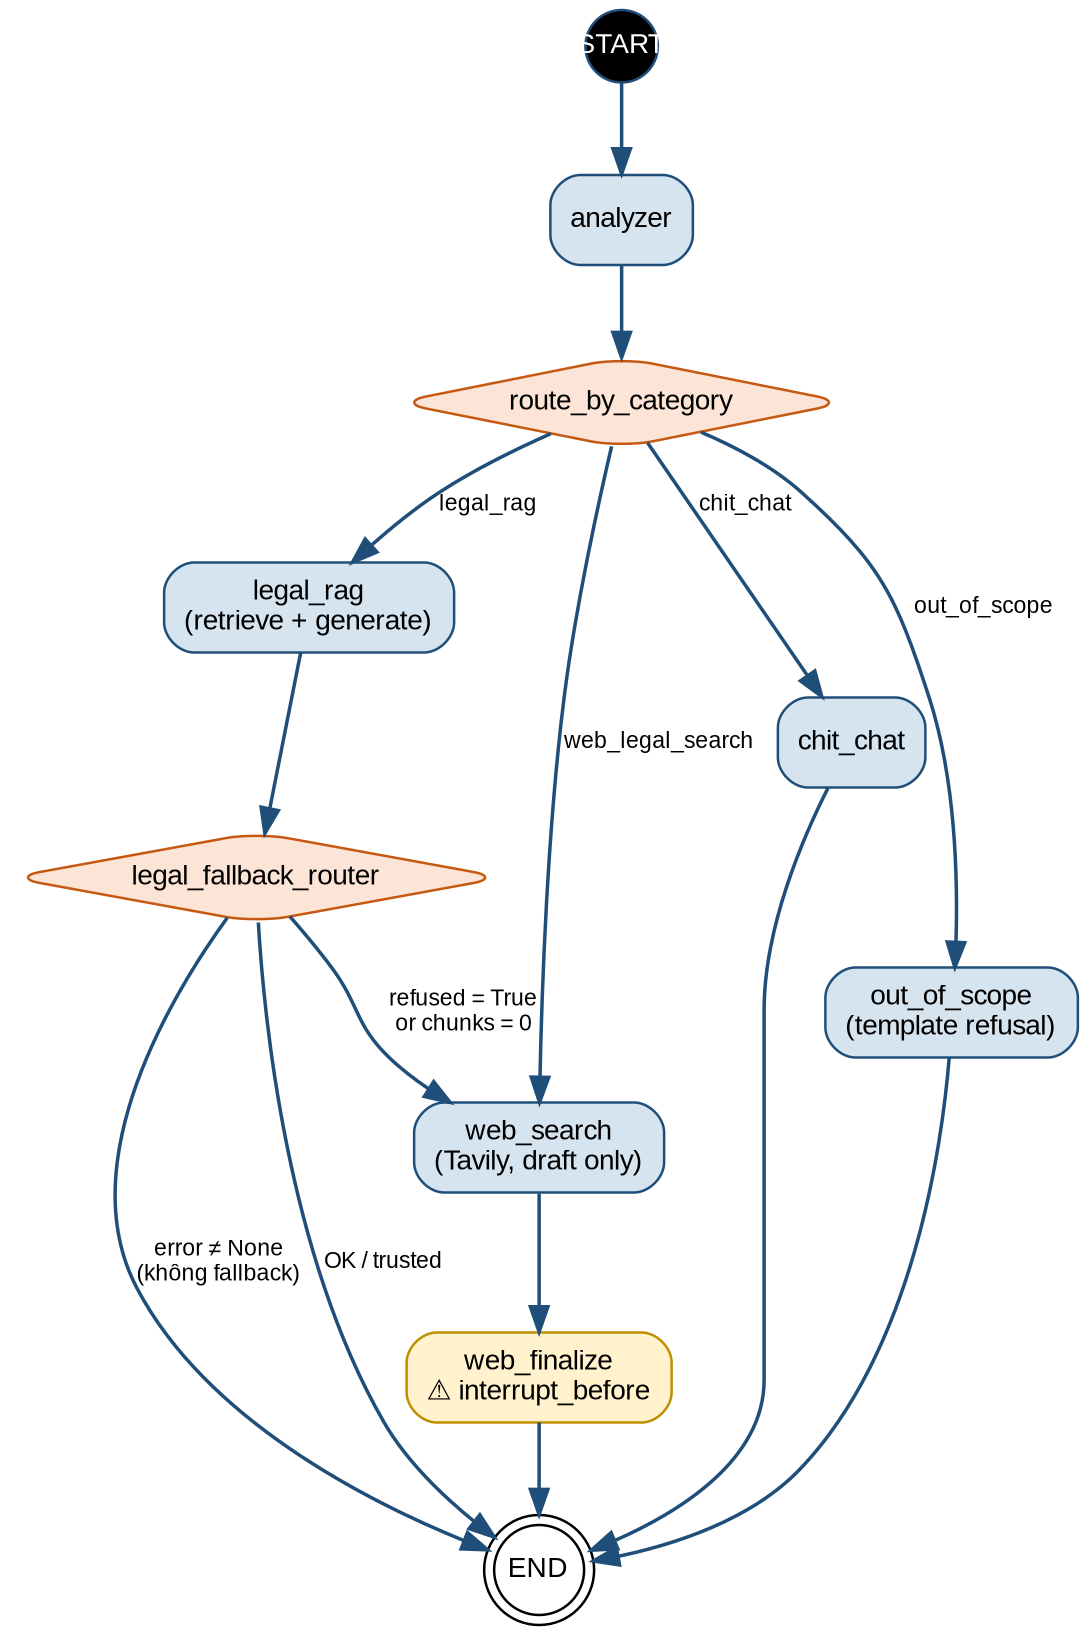 START
analyzer
route_by_category
legal_rag
chit_chat
legal_rag
(retrieve + generate)
out_of_scope
web_legal_search
chit_chat
legal_fallback_router
refused = True
or chunks = 0
out_of_scope
(template refusal)
web_search
(Tavily, draft only)
error ≠ None
(không fallback)
OK / trusted
web_finalize
⚠ interrupt_before
END